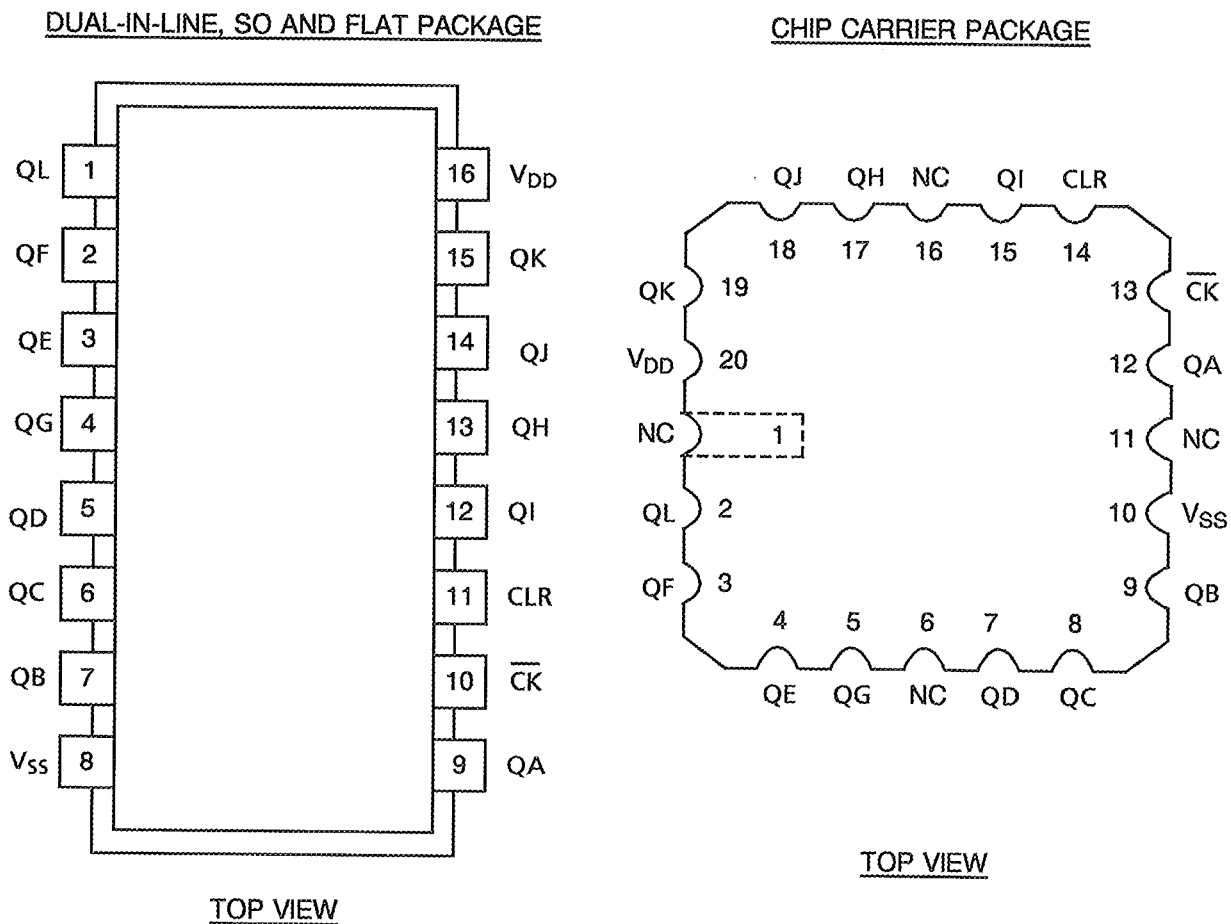 DUAL-IN-LINE, SO AND FLAT PACKAGE
QL 1
QF 2
QE 3
QG 4
QD 5
QC 6
QB 7
VSS 8
16 VDD
15 QK
14 QJ
13 QH
12 QI
11 CLR
10 C̅K̅
9 QA
TOP VIEW
CHIP CARRIER PACKAGE
QJ QH NC QI CLR
18 17 16 15 14
QK 19
VDD 20
NC 1
QL 2
QF 3
13 C̅K̅
12 QA
11 NC
10 VSS
9 QB
4 5 6 7 8
QE QG NC QD QC
TOP VIEW